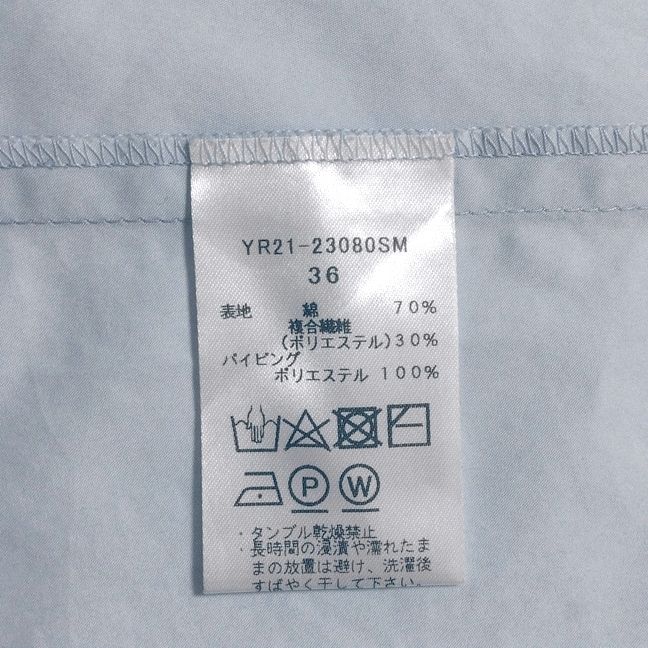 YR21-23080SM
36
表地 綿 70%
複合繊維
(ポリエステル)30%
パイピング
ポリエステル 100%
P W
・タンブル乾燥禁止
・長時間の浸漬や濡れたま
まの放置は避け、洗濯後
すばやく干して下さい。